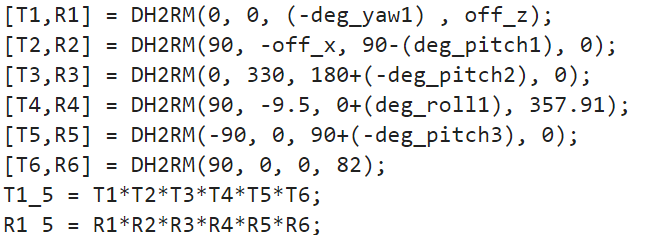 [T1,R1] = DH2RM(0, 0, (-deg_yaw1) , off_z);
[T2,R2] = DH2RM(90, -off_x, 90-(deg_pitch1), 0);
[T3,R3] = DH2RM(0, 330, 180+(-deg_pitch2), 0);
[T4,R4] = DH2RM(90, -9.5, 0+(deg_roll1), 357.91);
[T5,R5] = DH2RM(-90, 0, 90+(-deg_pitch3), 0);
[T6,R6] = DH2RM(90, 0, 0, 82);
T1_5 = T1*T2*T3*T4*T5*T6;
R1_5 = R1*R2*R3*R4*R5*R6;